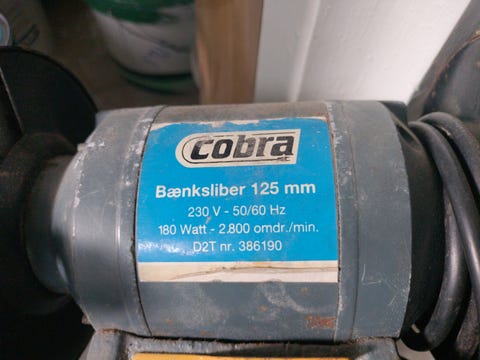 cobra
Bænksliber 125 mm
230 V - 50/60 Hz
180 Watt - 2.800 omdr./min.
D2T nr. 386190